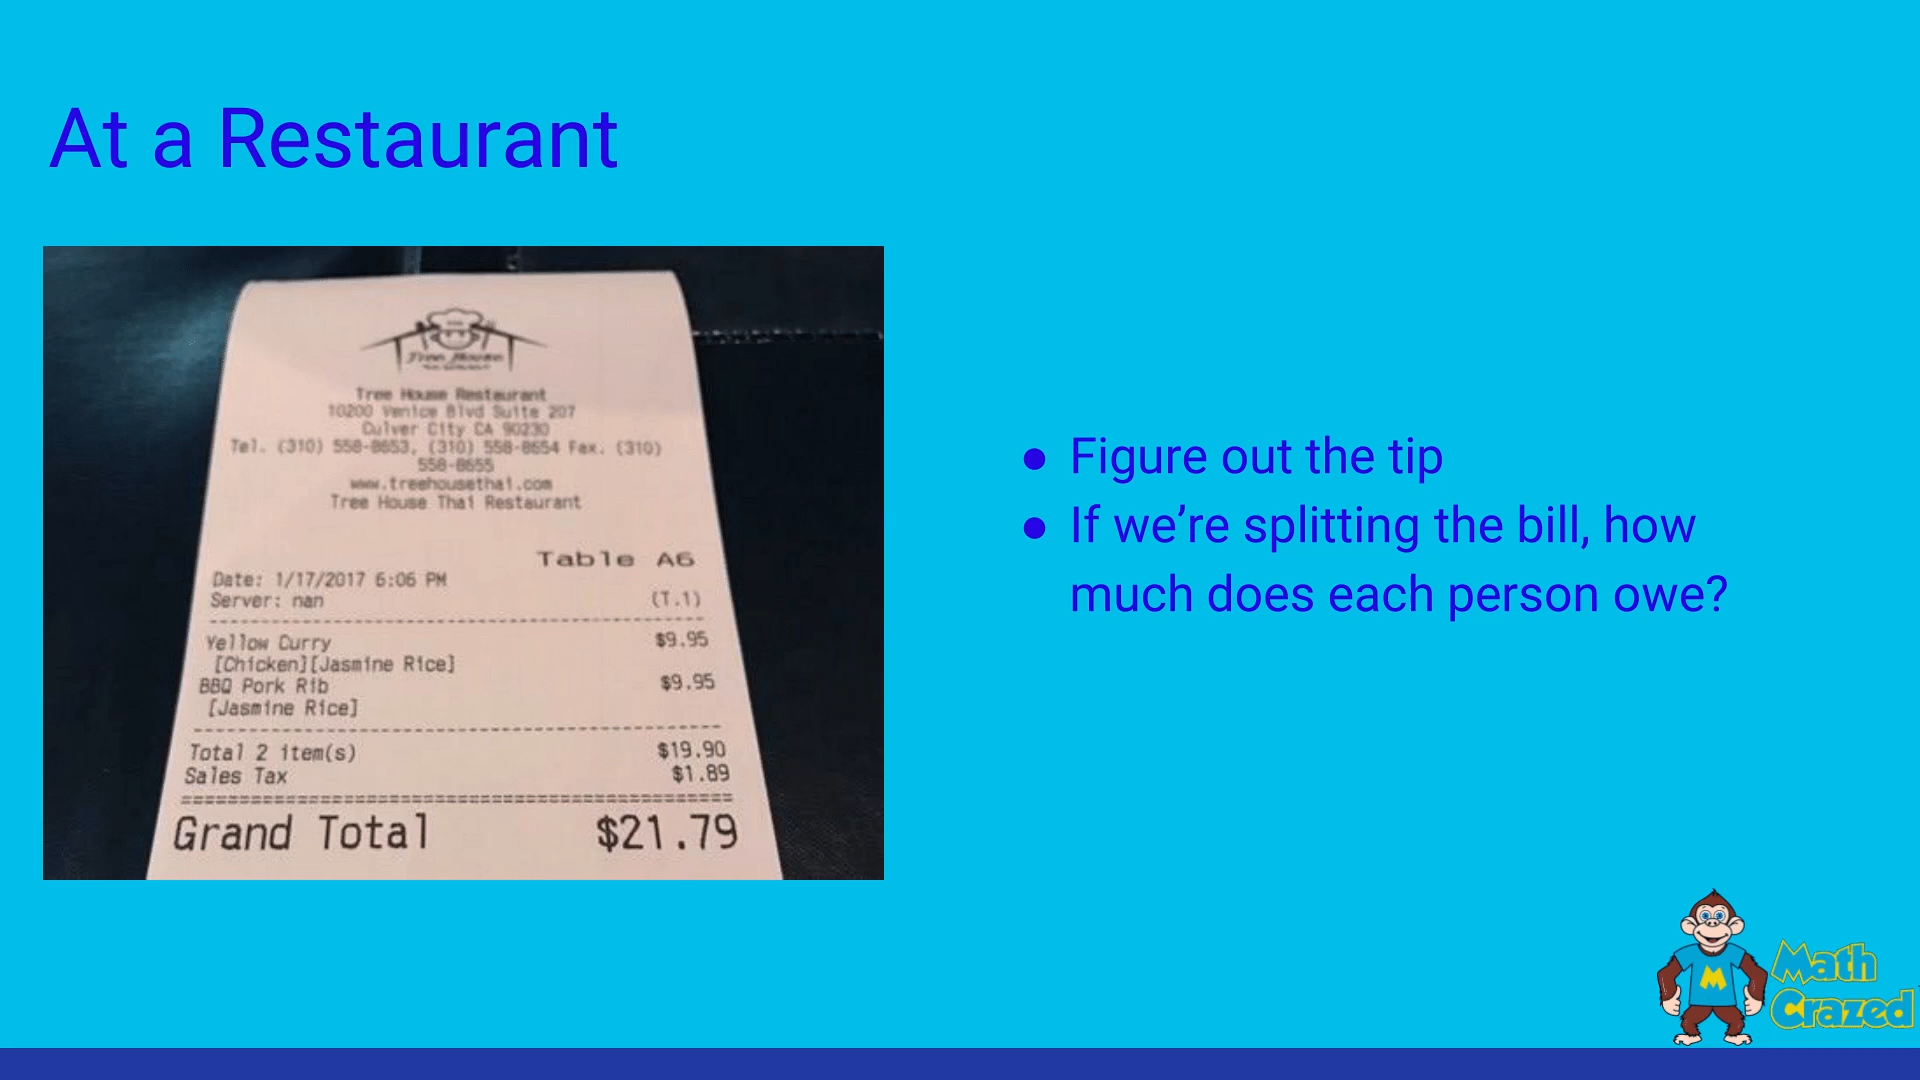 At a Restaurant
Tree House
Tree House Restaurant
10200 Venice Blvd Suite 207
Culver City CA 90230
Tel. (310) 558-8653, (310) 558-8654 Fax. (310)
558-8655
www.treehousethai.com
Tree House Thai Restaurant
Table A6
Date: 1/17/2017 6:06 PM
Server: nan (T.1)
Yellow Curry $9.95
[Chicken][Jasmine Rice]
BBQ Pork Rib $9.95
[Jasmine Rice]
Total 2 item(s) $19.90
Sales Tax $1.89
Grand Total $21.79
● Figure out the tip
● If we’re splitting the bill, how
much does each person owe?
M
Math
Crazed